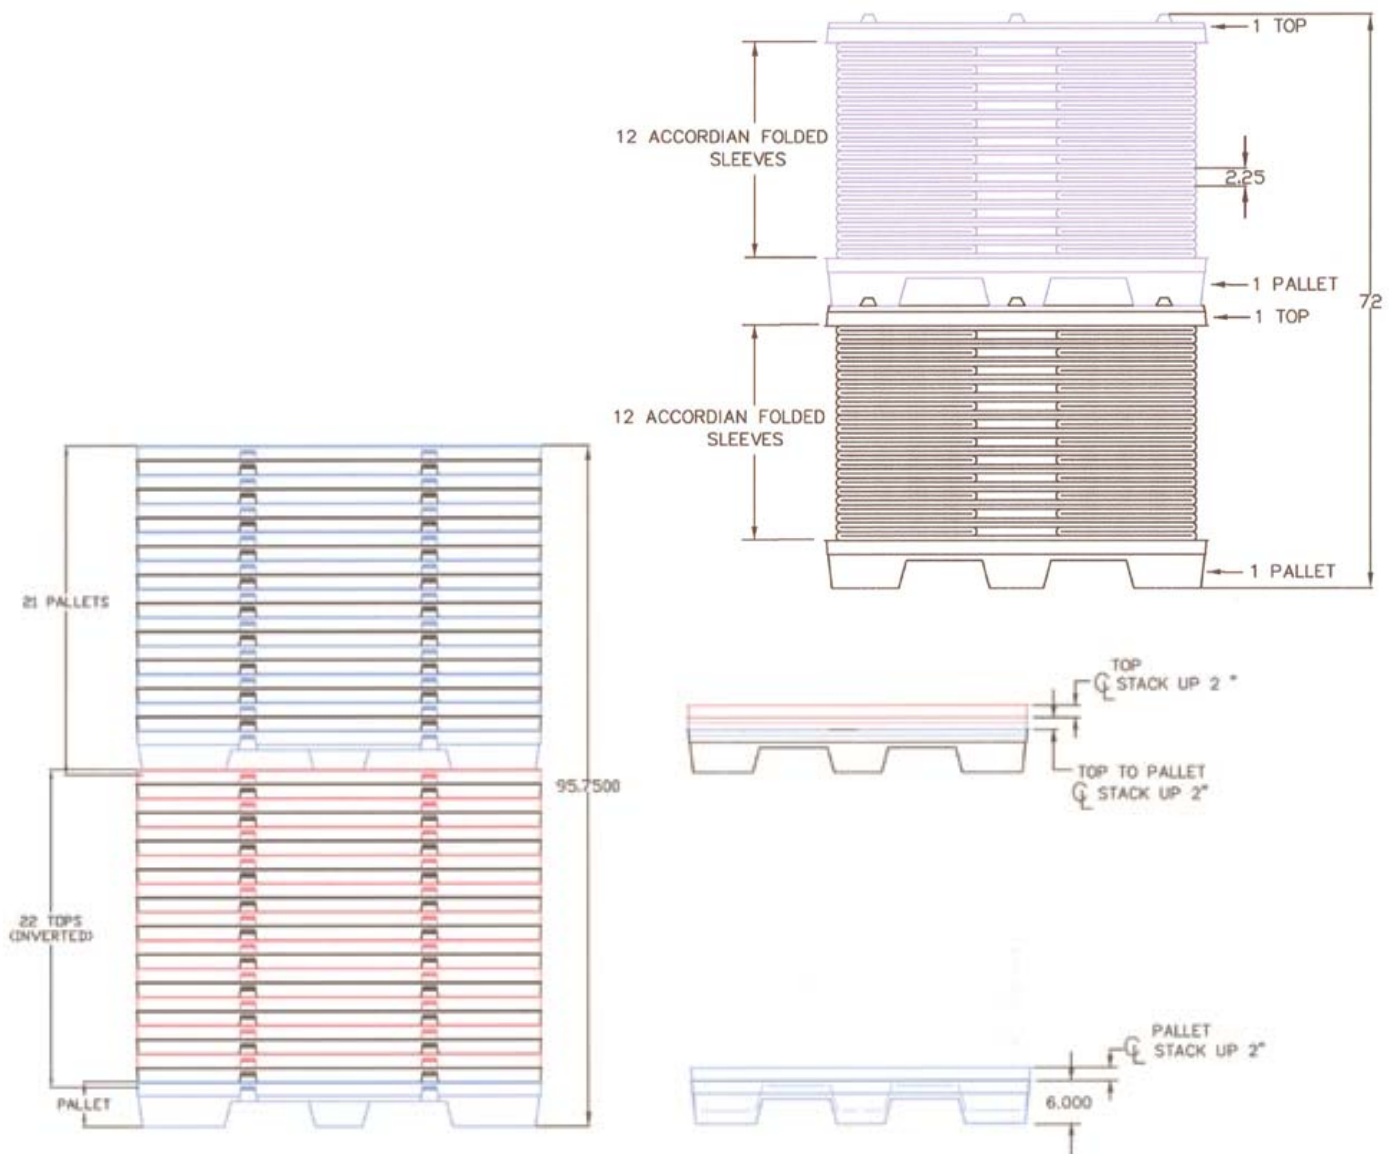 1 TOP
12 ACCORDIAN FOLDED
SLEEVES
2.25
1 PALLET
72
1 TOP
12 ACCORDIAN FOLDED
SLEEVES
1 PALLET
21 PALLETS
95.7500
22 TOPS
(INVERTED)
PALLET
TOP
℄ STACK UP 2 "
TOP TO PALLET
℄ STACK UP 2"
PALLET
℄ STACK UP 2"
6.000